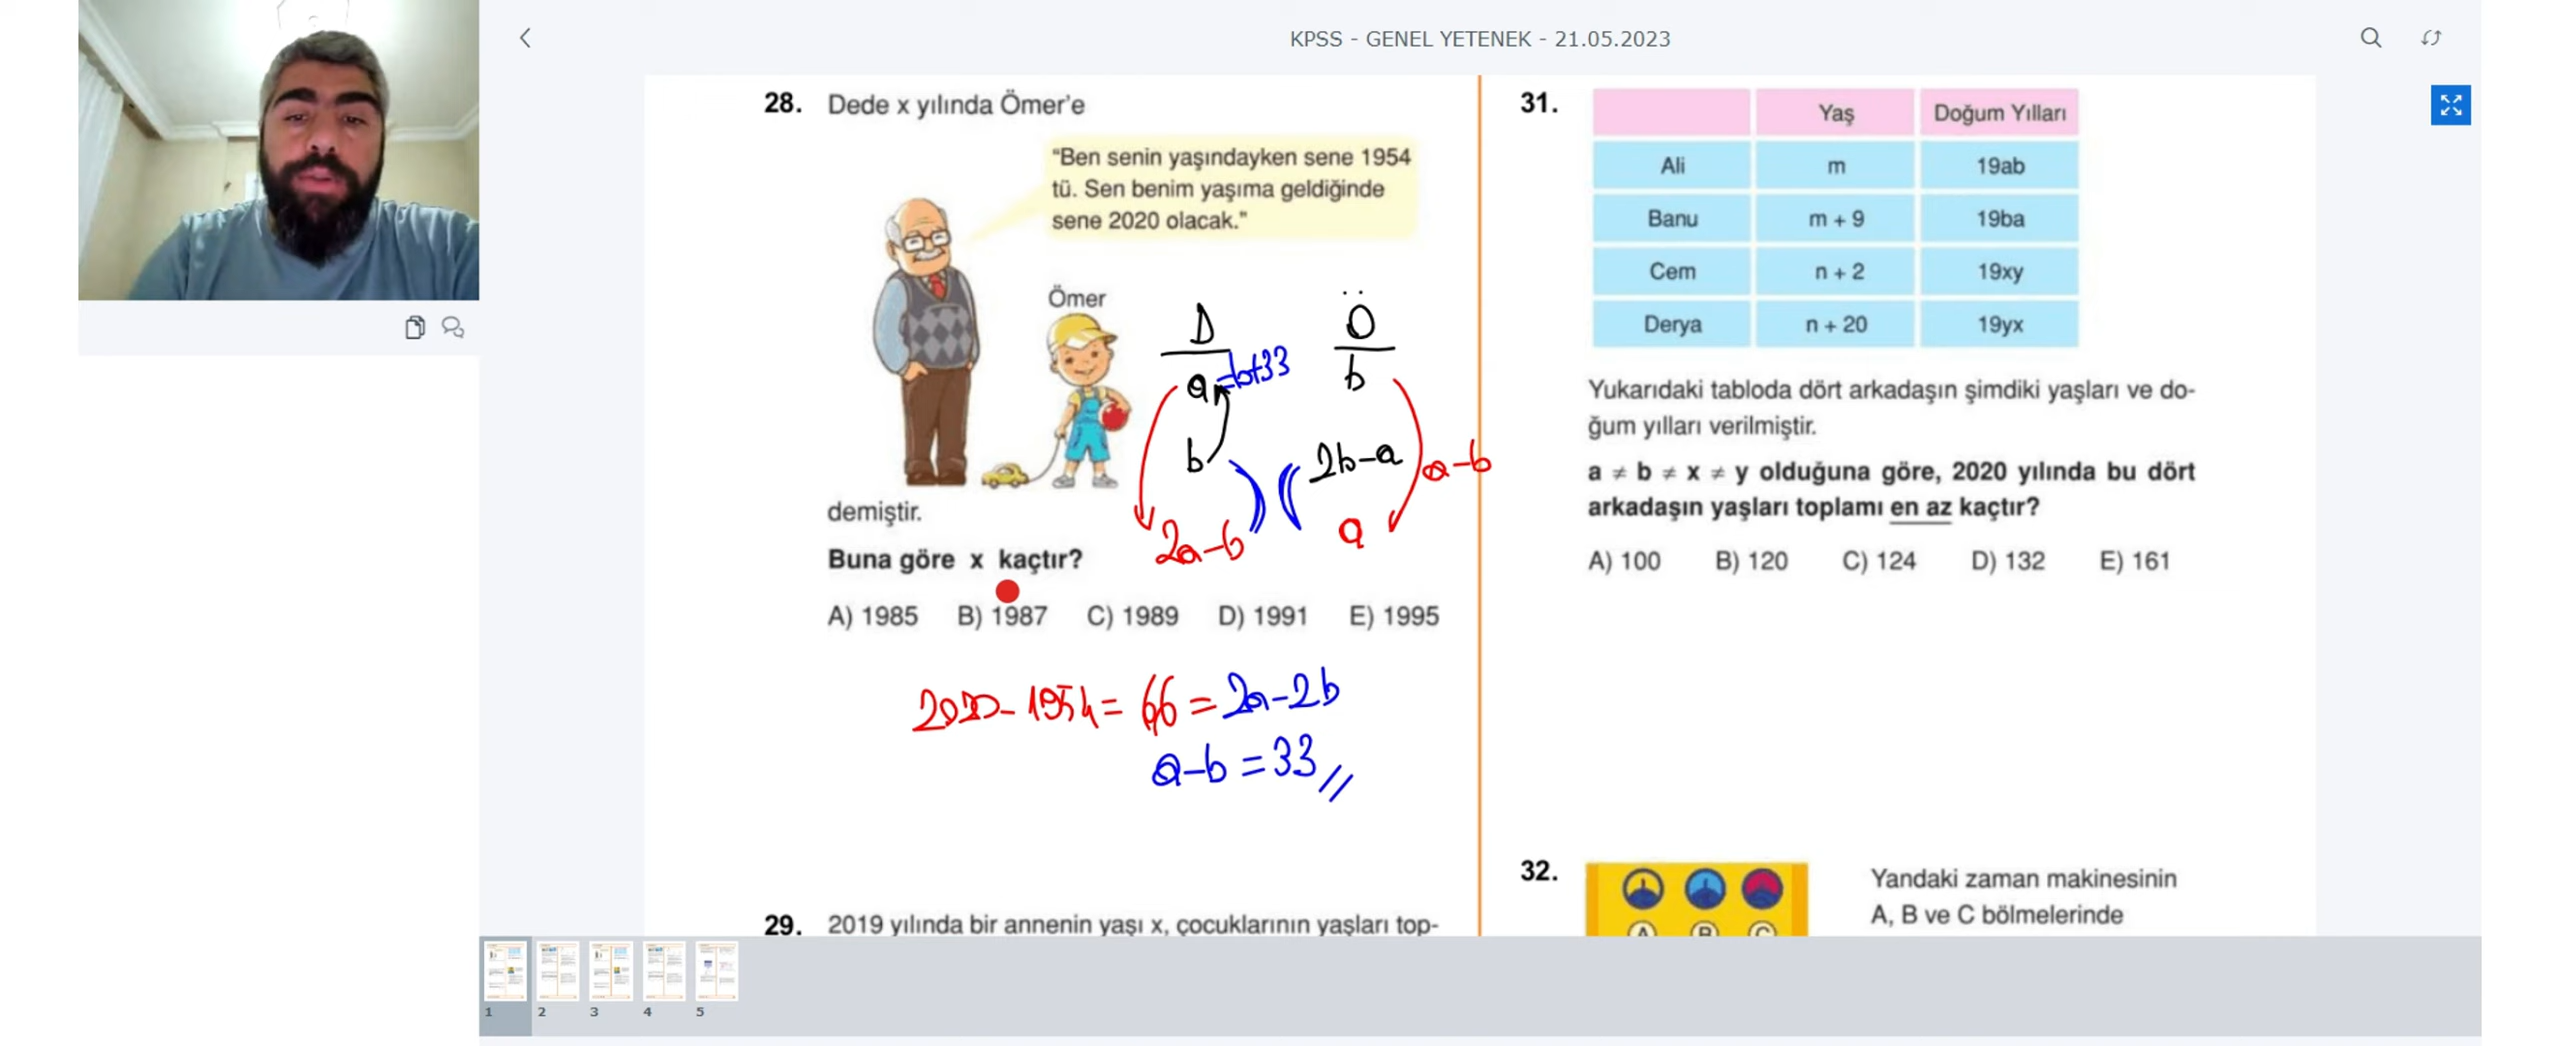 KPSS - GENEL YETENEK - 21.05.2023
28. Dede x yılında Ömer'e
"Ben senin yaşındayken sene 1954
tü. Sen benim yaşıma geldiğinde
sene 2020 olacak."
Ömer
D Ö
a=b+33 b
b 2b-a
a-b
2a-b a
demiştir.
Buna göre x kaçtır?
A) 1985 B) 1987 C) 1989 D) 1991 E) 1995
2020-1954=66=2a-2b
a-b=33//
29. 2019 yılında bir annenin yaşı x, çocuklarının yaşları top-
31.
Yaş Doğum Yılları
Ali m 19ab
Banu m + 9 19ba
Cem n + 2 19xy
Derya n + 20 19yx
Yukarıdaki tabloda dört arkadaşın şimdiki yaşları ve do-
ğum yılları verilmiştir.
a ≠ b ≠ x ≠ y olduğuna göre, 2020 yılında bu dört
arkadaşın yaşları toplamı en az kaçtır?
A) 100 B) 120 C) 124 D) 132 E) 161
32.
Yandaki zaman makinesinin
A, B ve C bölmelerinde
A B C
1 2 3 4 5